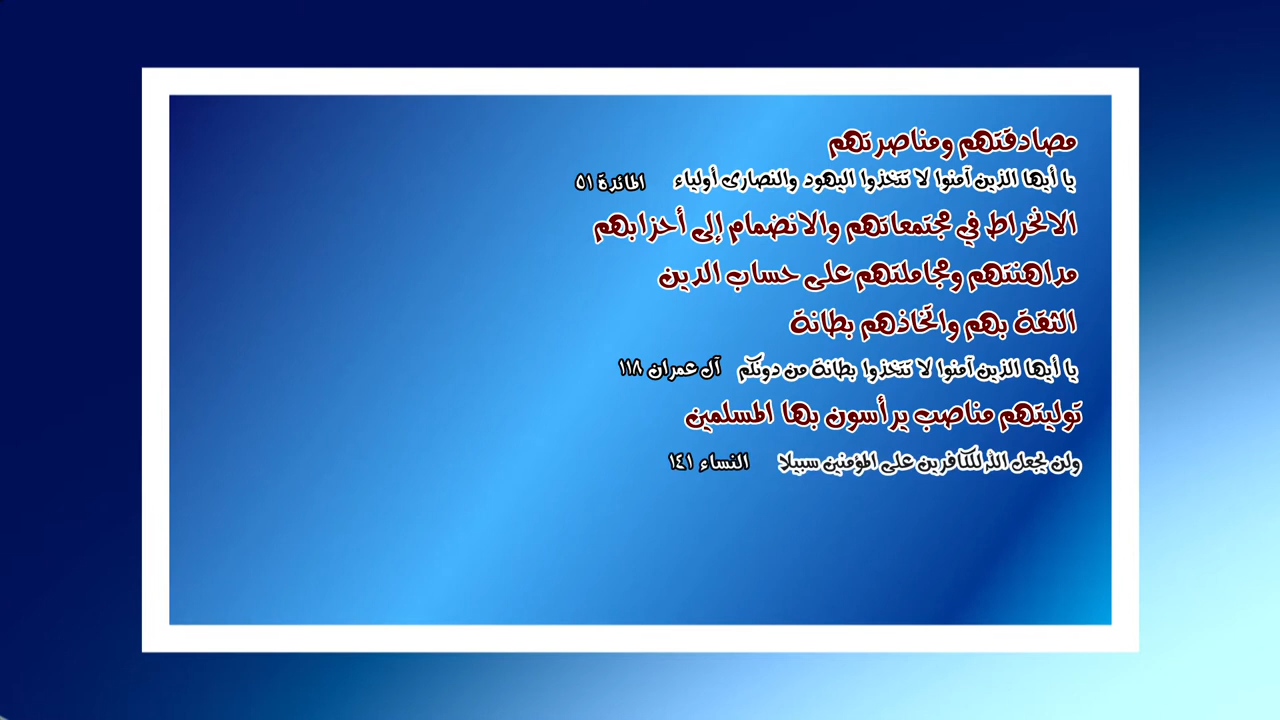 مصادقتهم ومناصرتهم
يا أيها الذين آمنوا لا تتخذوا اليهود والنصارى أولياء المائدة ٥١
الانخراط في مجتمعاتهم والانضمام إلى أحزابهم
مداهنتهم ومجاملتهم على حساب الدين
الثقة بهم واتخاذهم بطانة
يا أيها الذين آمنوا لا تتخذوا بطانة من دونكم آل عمران ١١٨
توليتهم مناصب يرأسون بها المسلمين
ولن يجعل الله للكافرين على المؤمنين سبيلا النساء ١٤١